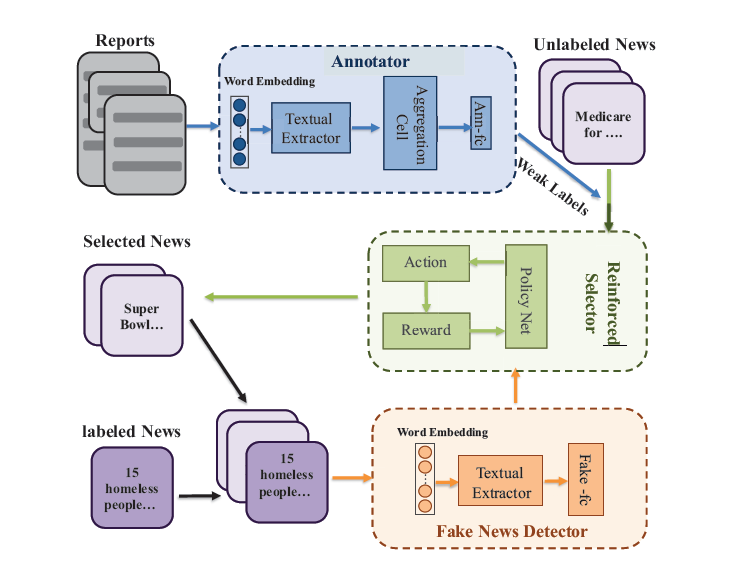 Reports
Annotator
Word Embedding
Textual
Extractor
Aggregation
Cell
Ann-fc
Unlabeled News
Medicare
for ....
Weak Labels
Selected News
Super
Bowl...
Action
Reward
Policy Net
Reinforced
Selector
labeled News
15
homeless
people...
15
homeless
people...
Word Embedding
Textual
Extractor
Fake -fc
Fake News Detector